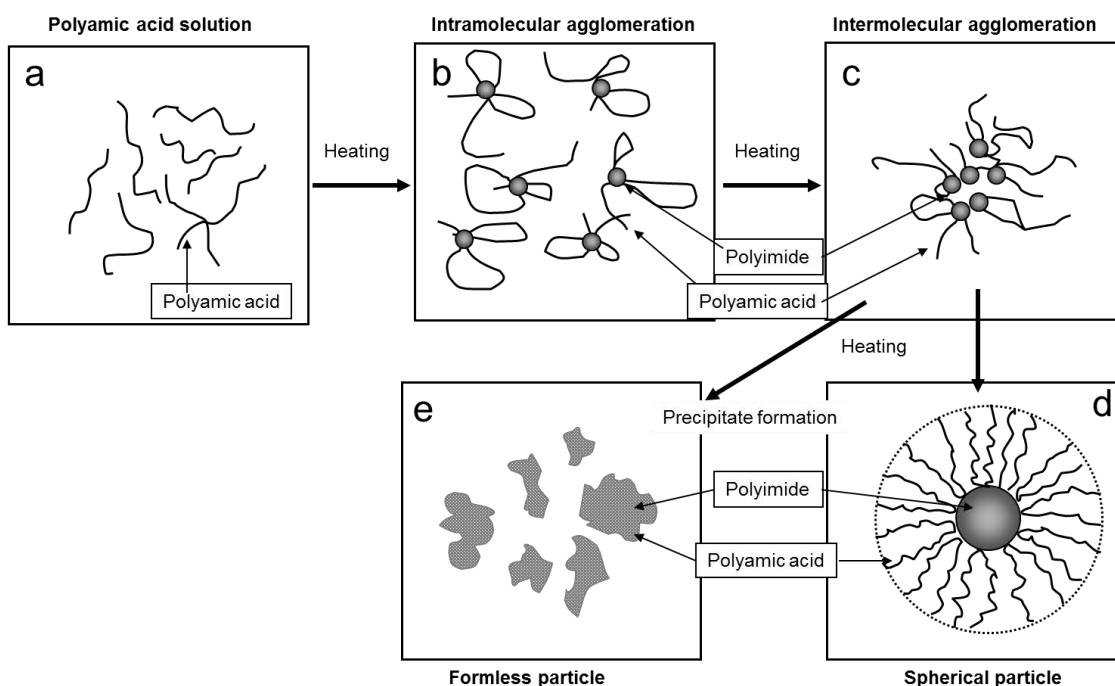 Polyamic acid solution
Intramolecular agglomeration
Intermolecular agglomeration
a
b
c
Heating
Heating
Polyimide
Polyamic acid
Polyamic acid
Heating
e
d
Precipitate formation
Polyimide
Polyamic acid
Formless particle
Spherical particle